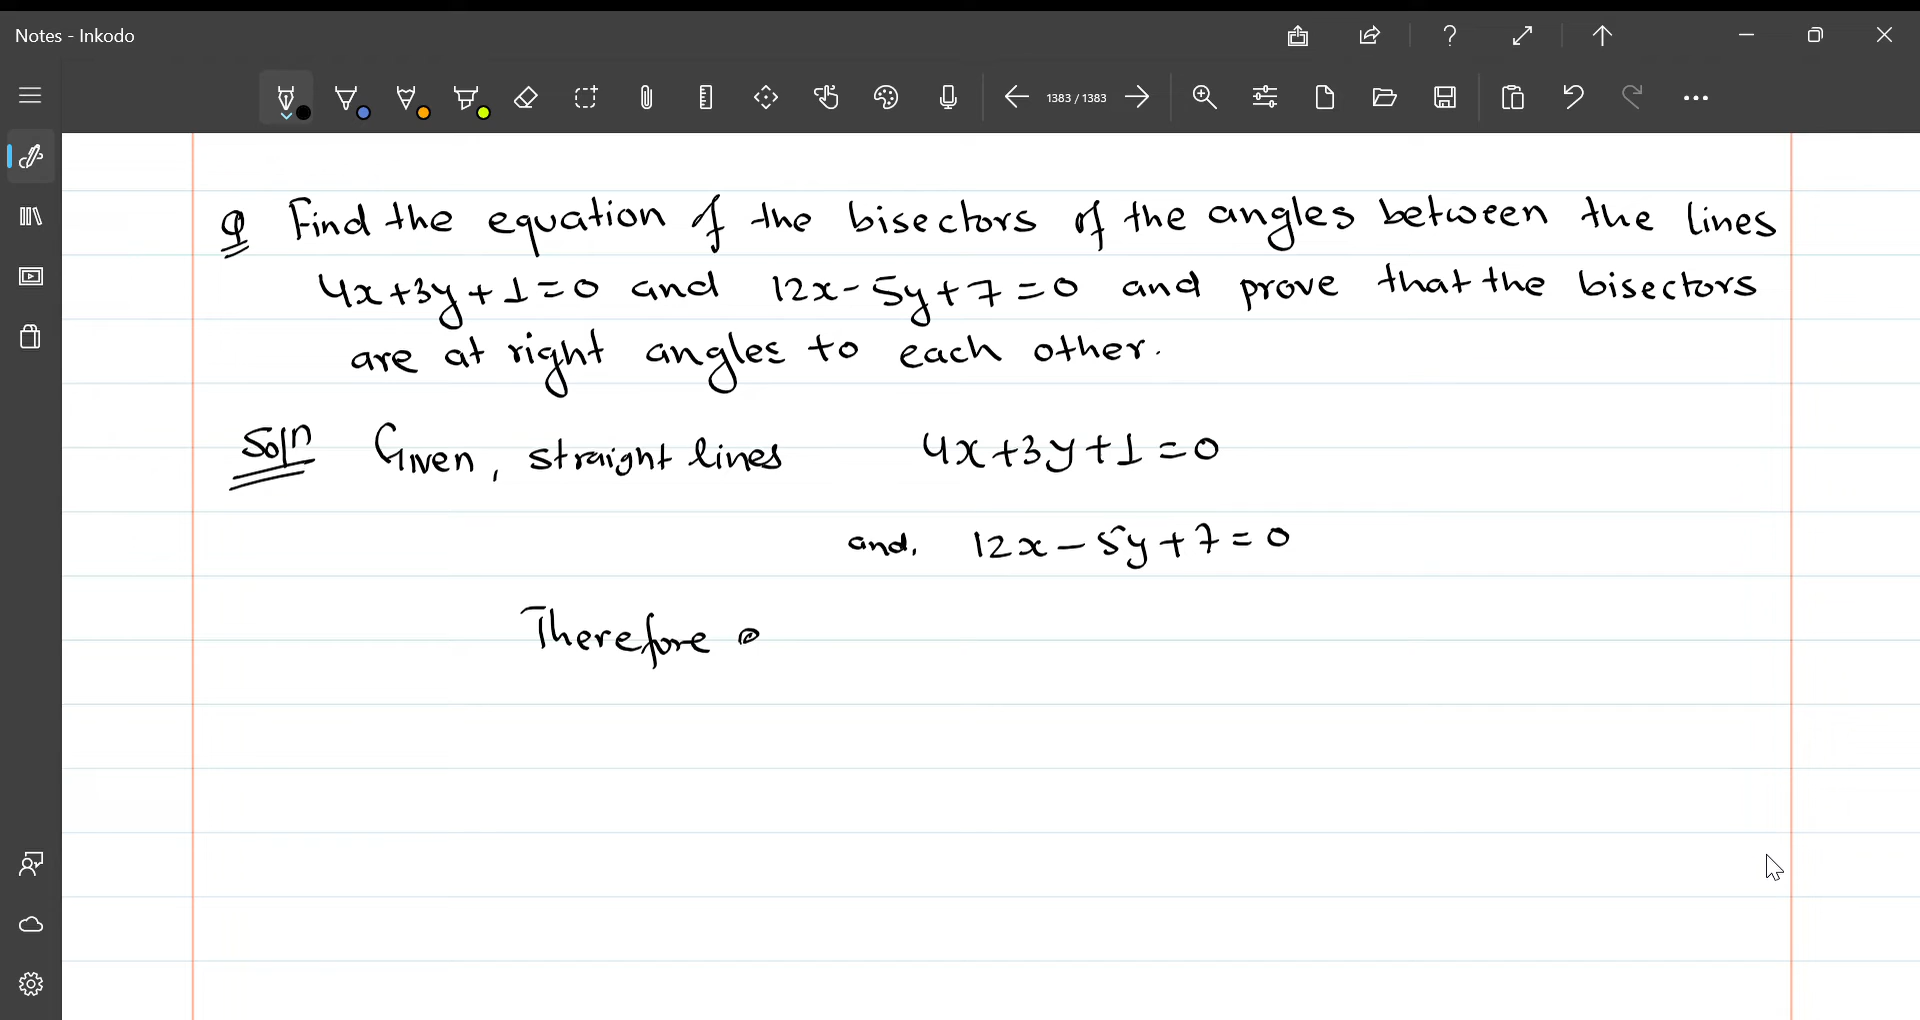 Notes - Inkodo
1383 / 1383
Q Find the equation of the bisectors of the angles between the lines
4x+3y+1=0 and 12x-5y+7=0 and prove that the bisectors
are at right angles to each other.
Soln Given, straight lines 4x+3y+1=0
and, 12x-5y+7=0
Therefore